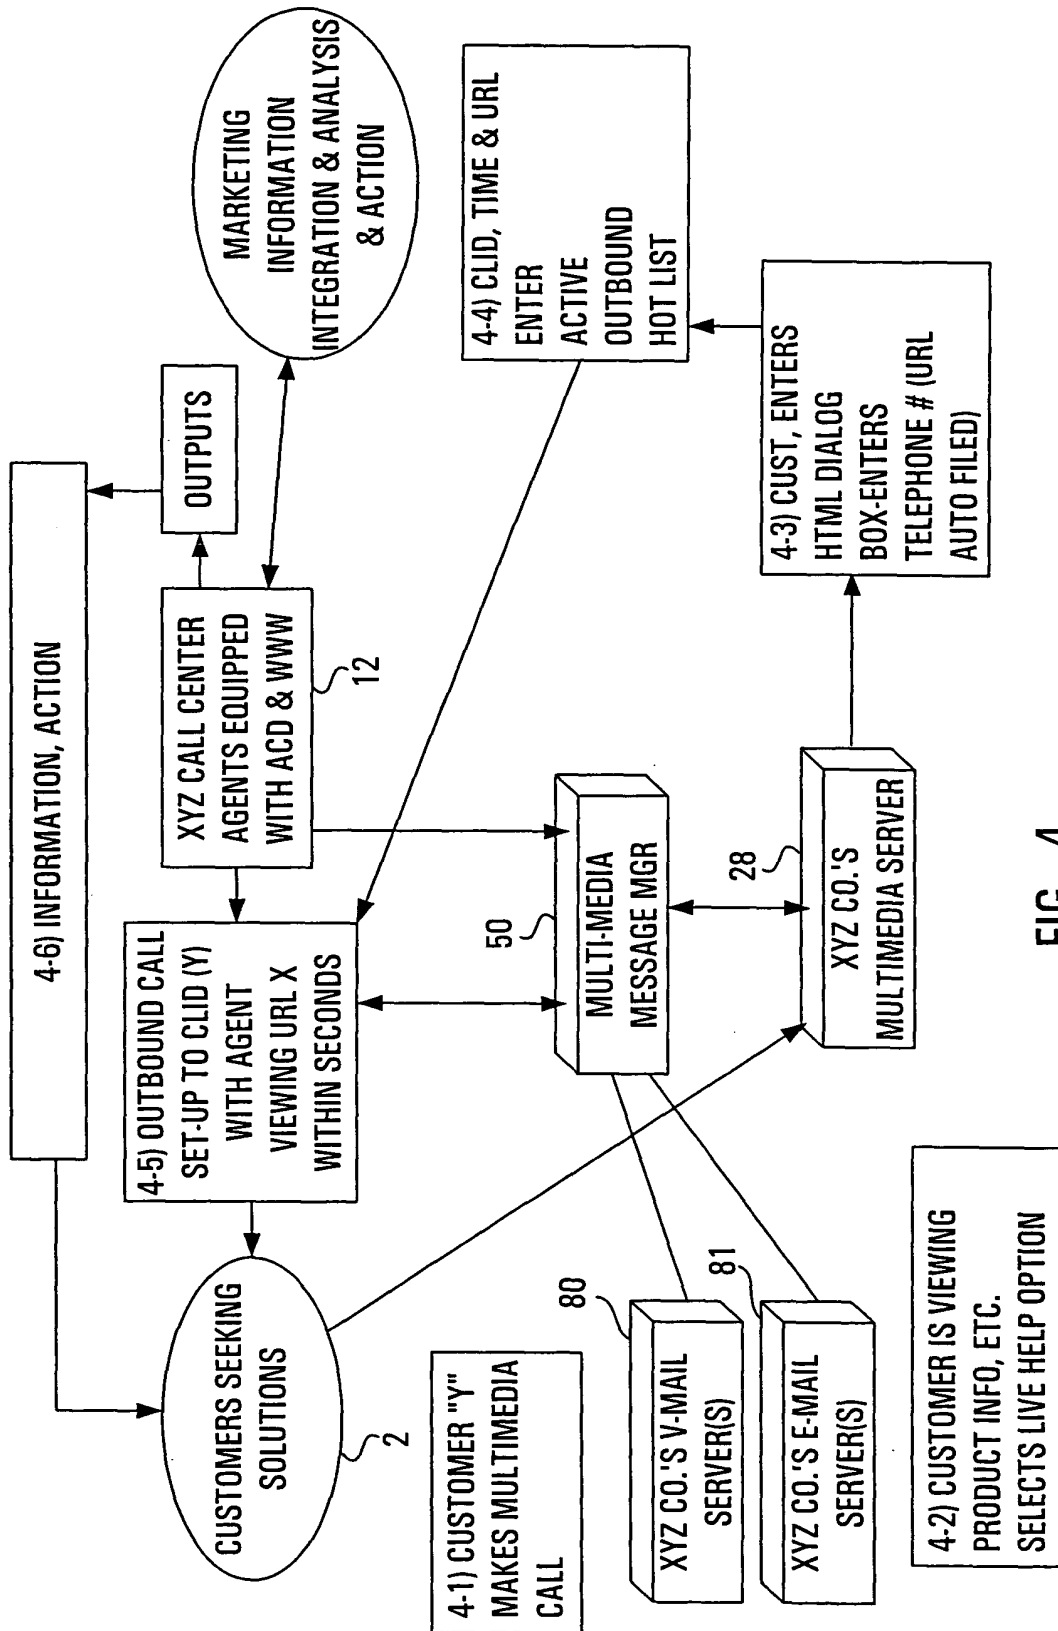 4-6) INFORMATION, ACTION
OUTPUTS
MARKETING
INFORMATION
INTEGRATION & ANALYSIS
& ACTION
CUSTOMERS SEEKING
SOLUTIONS
2
4-5) OUTBOUND CALL
SET-UP TO CLID (Y)
WITH AGENT
VIEWING URL X
WITHIN SECONDS
XYZ CALL CENTER
AGENTS EQUIPPED
WITH ACD & WWW
12
4-1) CUSTOMER "Y"
MAKES MULTIMEDIA
CALL
4-4) CLID, TIME & URL
ENTER
ACTIVE
OUTBOUND
HOT LIST
50
MULTI-MEDIA
MESSAGE MGR
80
XYZ CO.'S V-MAIL
SERVER(S)
81
XYZ CO.'S E-MAIL
SERVER(S)
28
XYZ CO.'S
MULTIMEDIA SERVER
4-3) CUST, ENTERS
HTML DIALOG
BOX-ENTERS
TELEPHONE # (URL
AUTO FILED)
4-2) CUSTOMER IS VIEWING
PRODUCT INFO, ETC.
SELECTS LIVE HELP OPTION
FIG. 4